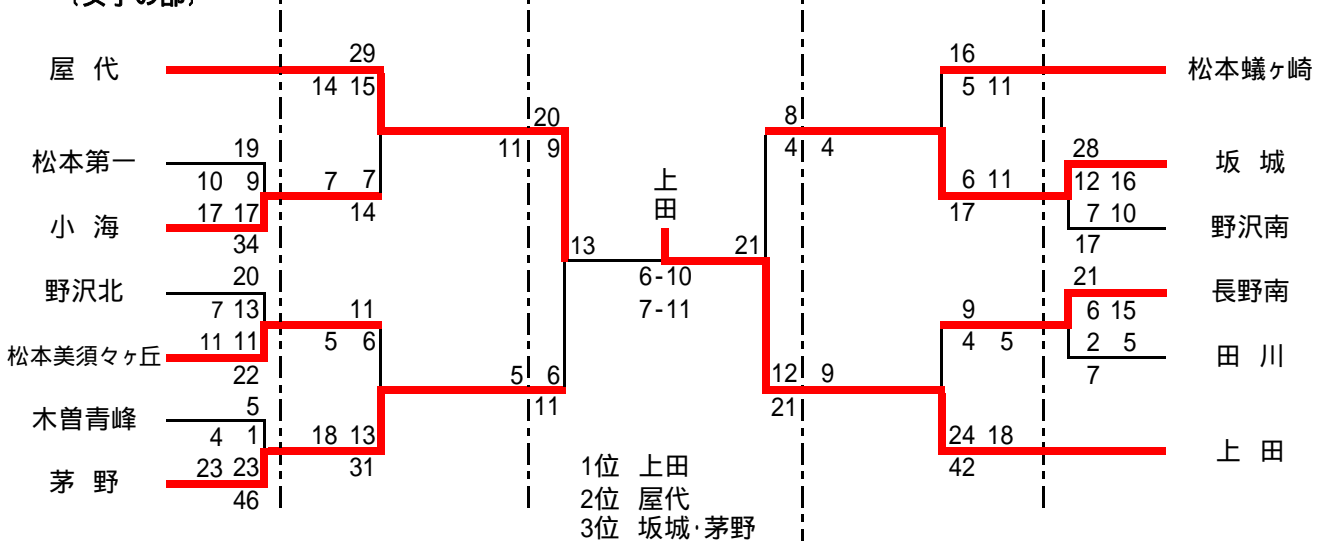 (女子の部)
29
16
屋 代
松本蟻ヶ崎
14 15
5 11
20
8
11 9
4 4
19
28
松本第一
坂 城
10 9
7 7
上田
6 11
12 16
17 17
14
17
7 10
小 海
野沢南
34
13
21
17
20
6-10
21
野沢北
長野南
7 13
11
7-11
9
6 15
11 11
5 6
4 5
2 5
松本美須々ヶ丘
田 川
22
5 6
12 9
7
5
11
21
木曽青峰
4 1
18 13
24 18
23 23
31
42
上 田
茅 野
46
1位 上田
2位 屋代
3位 坂城・茅野